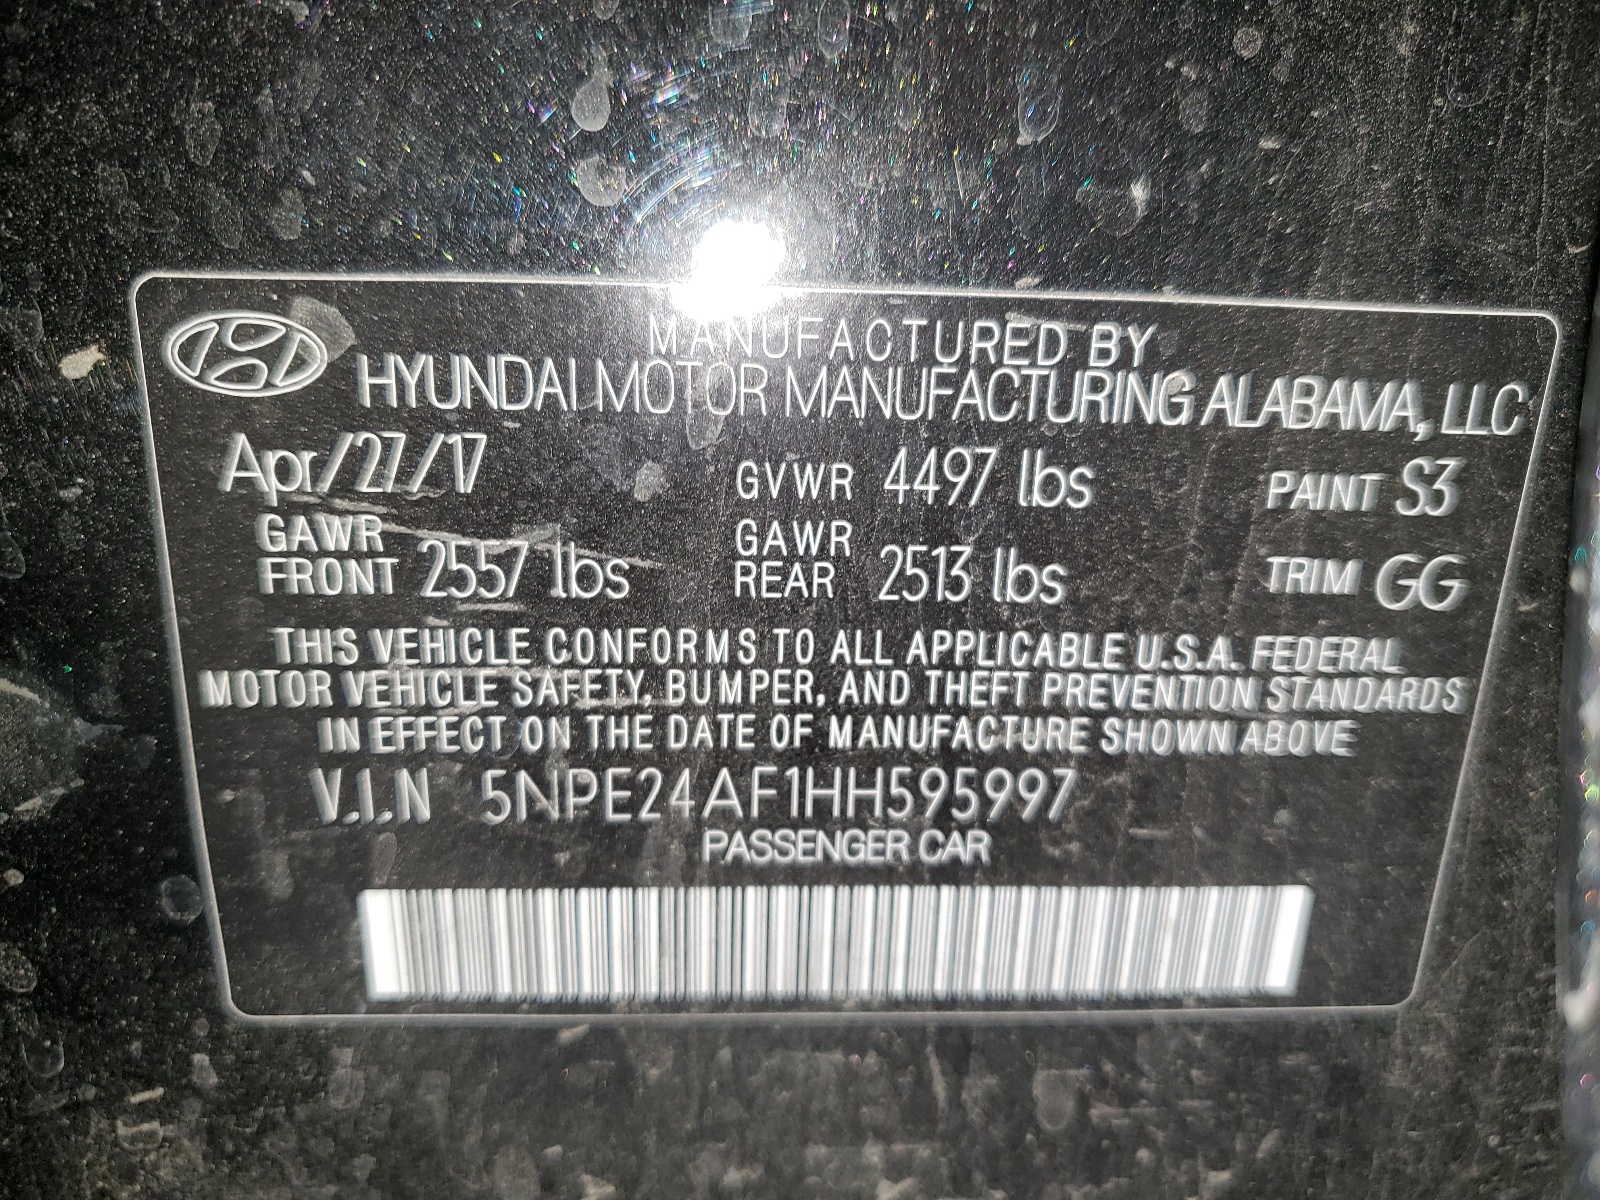 MANUFACTURED BY
HYUNDAI MOTOR MANUFACTURING ALABAMA, LLC
Apr/27/17 GVWR 4497 lbs PAINT S3
GAWR FRONT 2557 lbs GAWR REAR 2513 lbs TRIM GG
THIS VEHICLE CONFORMS TO ALL APPLICABLE U.S.A. FEDERAL
MOTOR VEHICLE SAFETY, BUMPER, AND THEFT PREVENTION STANDARDS
IN EFFECT ON THE DATE OF MANUFACTURE SHOWN ABOVE
V.I.N 5NPE24AF1HH595997
PASSENGER CAR